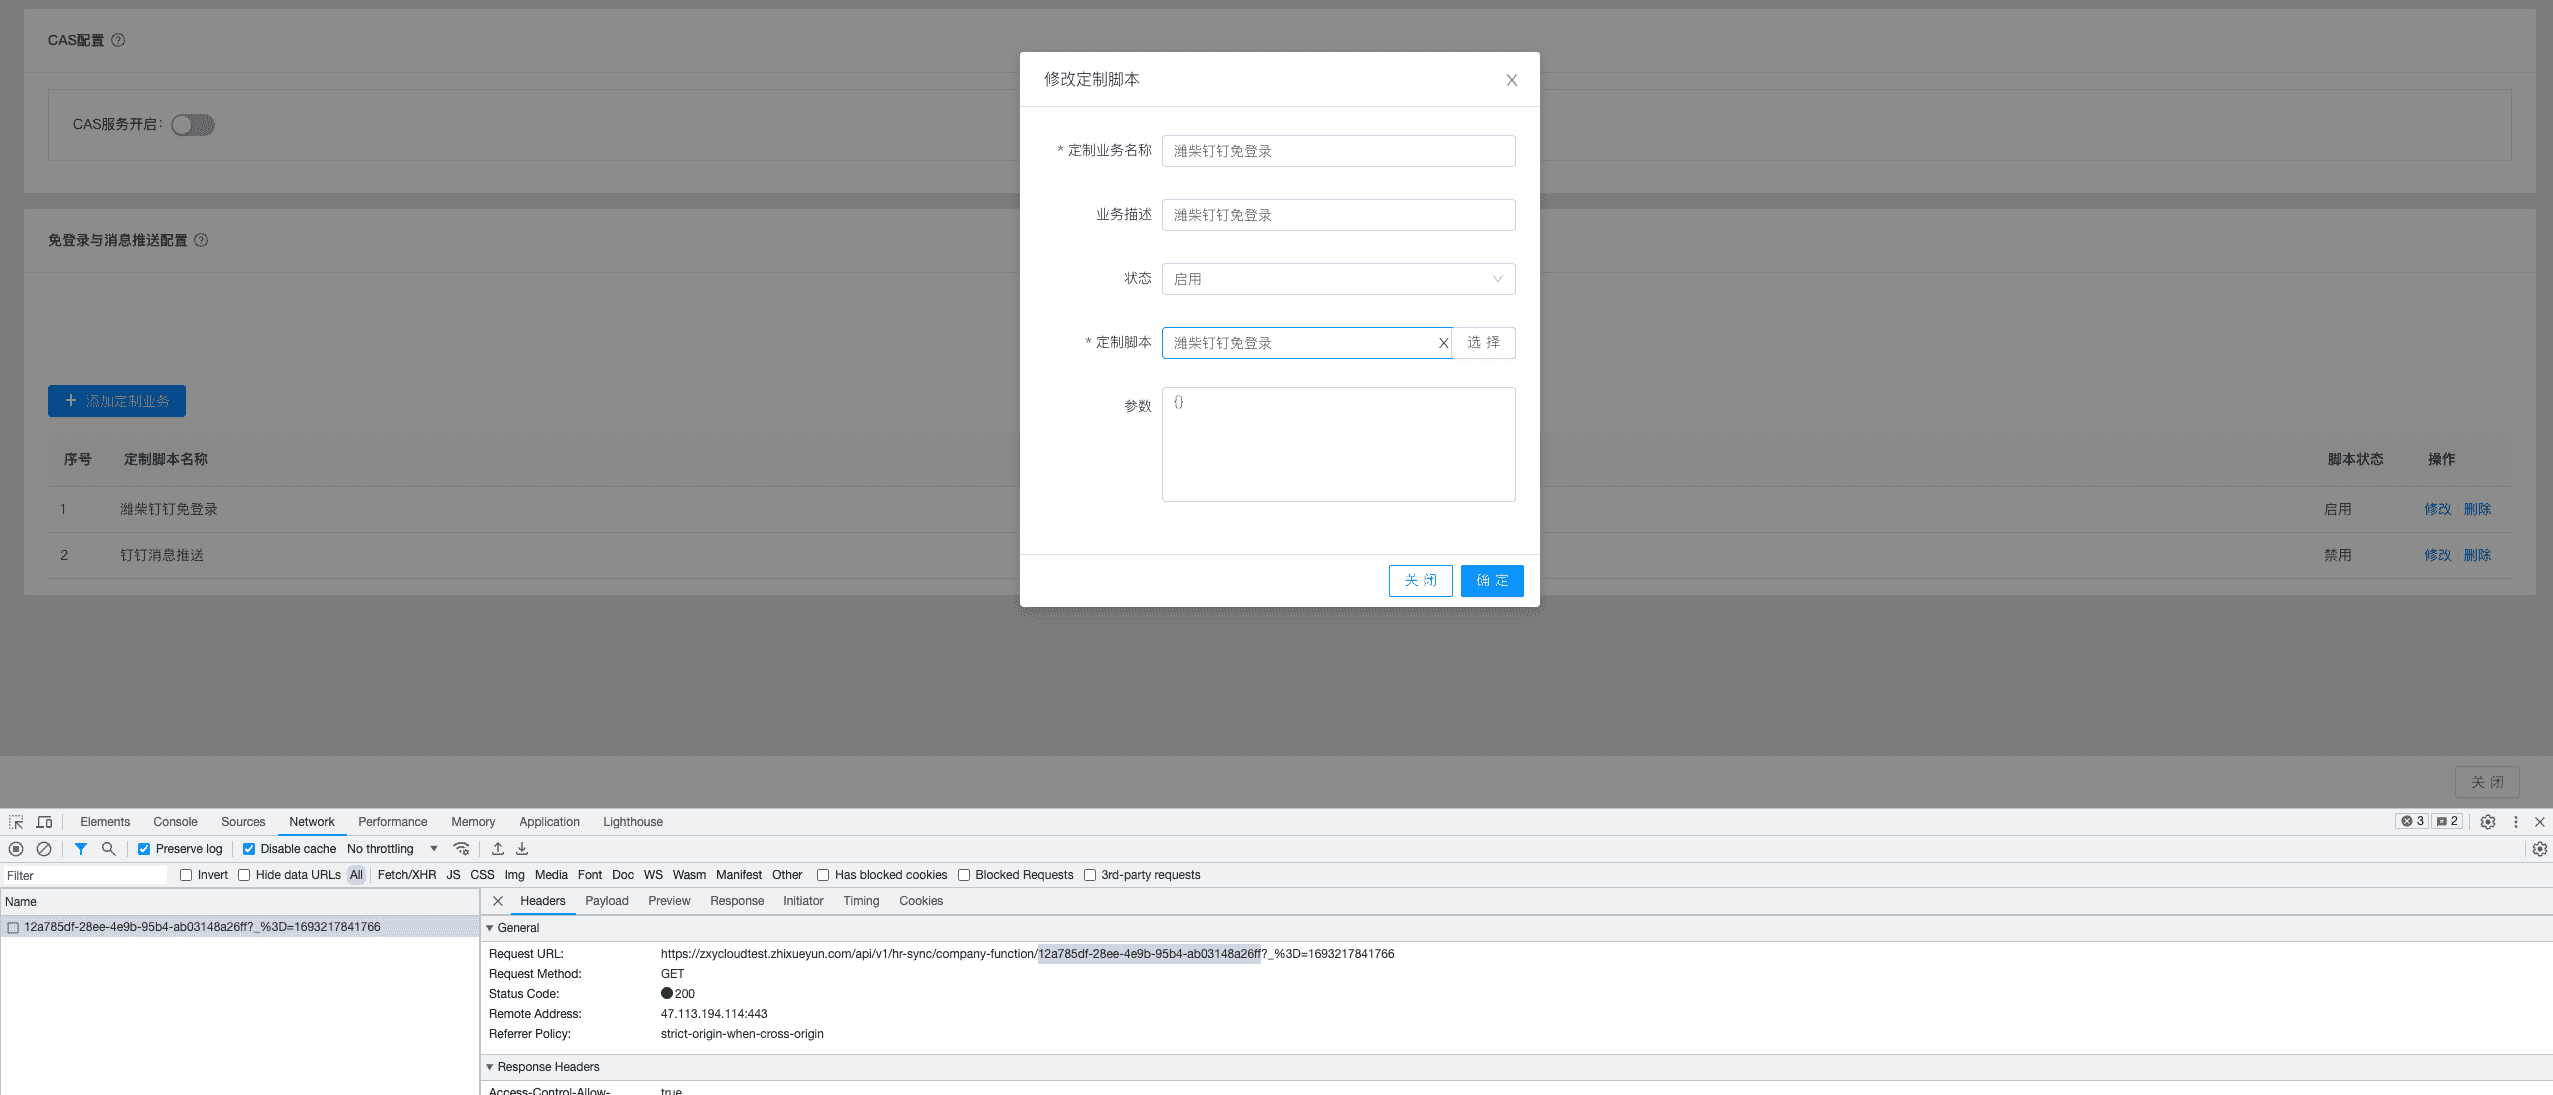 CAS配置
CAS服务开启：
免登录与消息推送配置
添加定制业务
序号 定制脚本名称 脚本状态 操作
1 潍柴钉钉免登录 启用 修改 删除
2 钉钉消息推送 禁用 修改 删除
修改定制脚本 X
* 定制业务名称 潍柴钉钉免登录
业务描述 潍柴钉钉免登录
状态 启用
* 定制脚本 潍柴钉钉免登录 X 选 择
参数 {}
关 闭 确 定
关 闭
Elements Console Sources Network Performance Memory Application Lighthouse 3 2
Preserve log Disable cache No throttling
Filter Invert Hide data URLs All Fetch/XHR JS CSS Img Media Font Doc WS Wasm Manifest Other Has blocked cookies Blocked Requests 3rd-party requests
Name Headers Payload Preview Response Initiator Timing Cookies
12a785df-28ee-4e9b-95b4-ab03148a26ff?_%3D=1693217841766
General
Request URL: https://zxycloudtest.zhixueyun.com/api/v1/hr-sync/company-function/12a785df-28ee-4e9b-95b4-ab03148a26ff?_%3D=1693217841766
Request Method: GET
Status Code: 200
Remote Address: 47.113.194.114:443
Referrer Policy: strict-origin-when-cross-origin
Response Headers
Access-Control-Allow- true